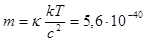 m = κ kT/c² = 5,6·10⁻⁴⁰